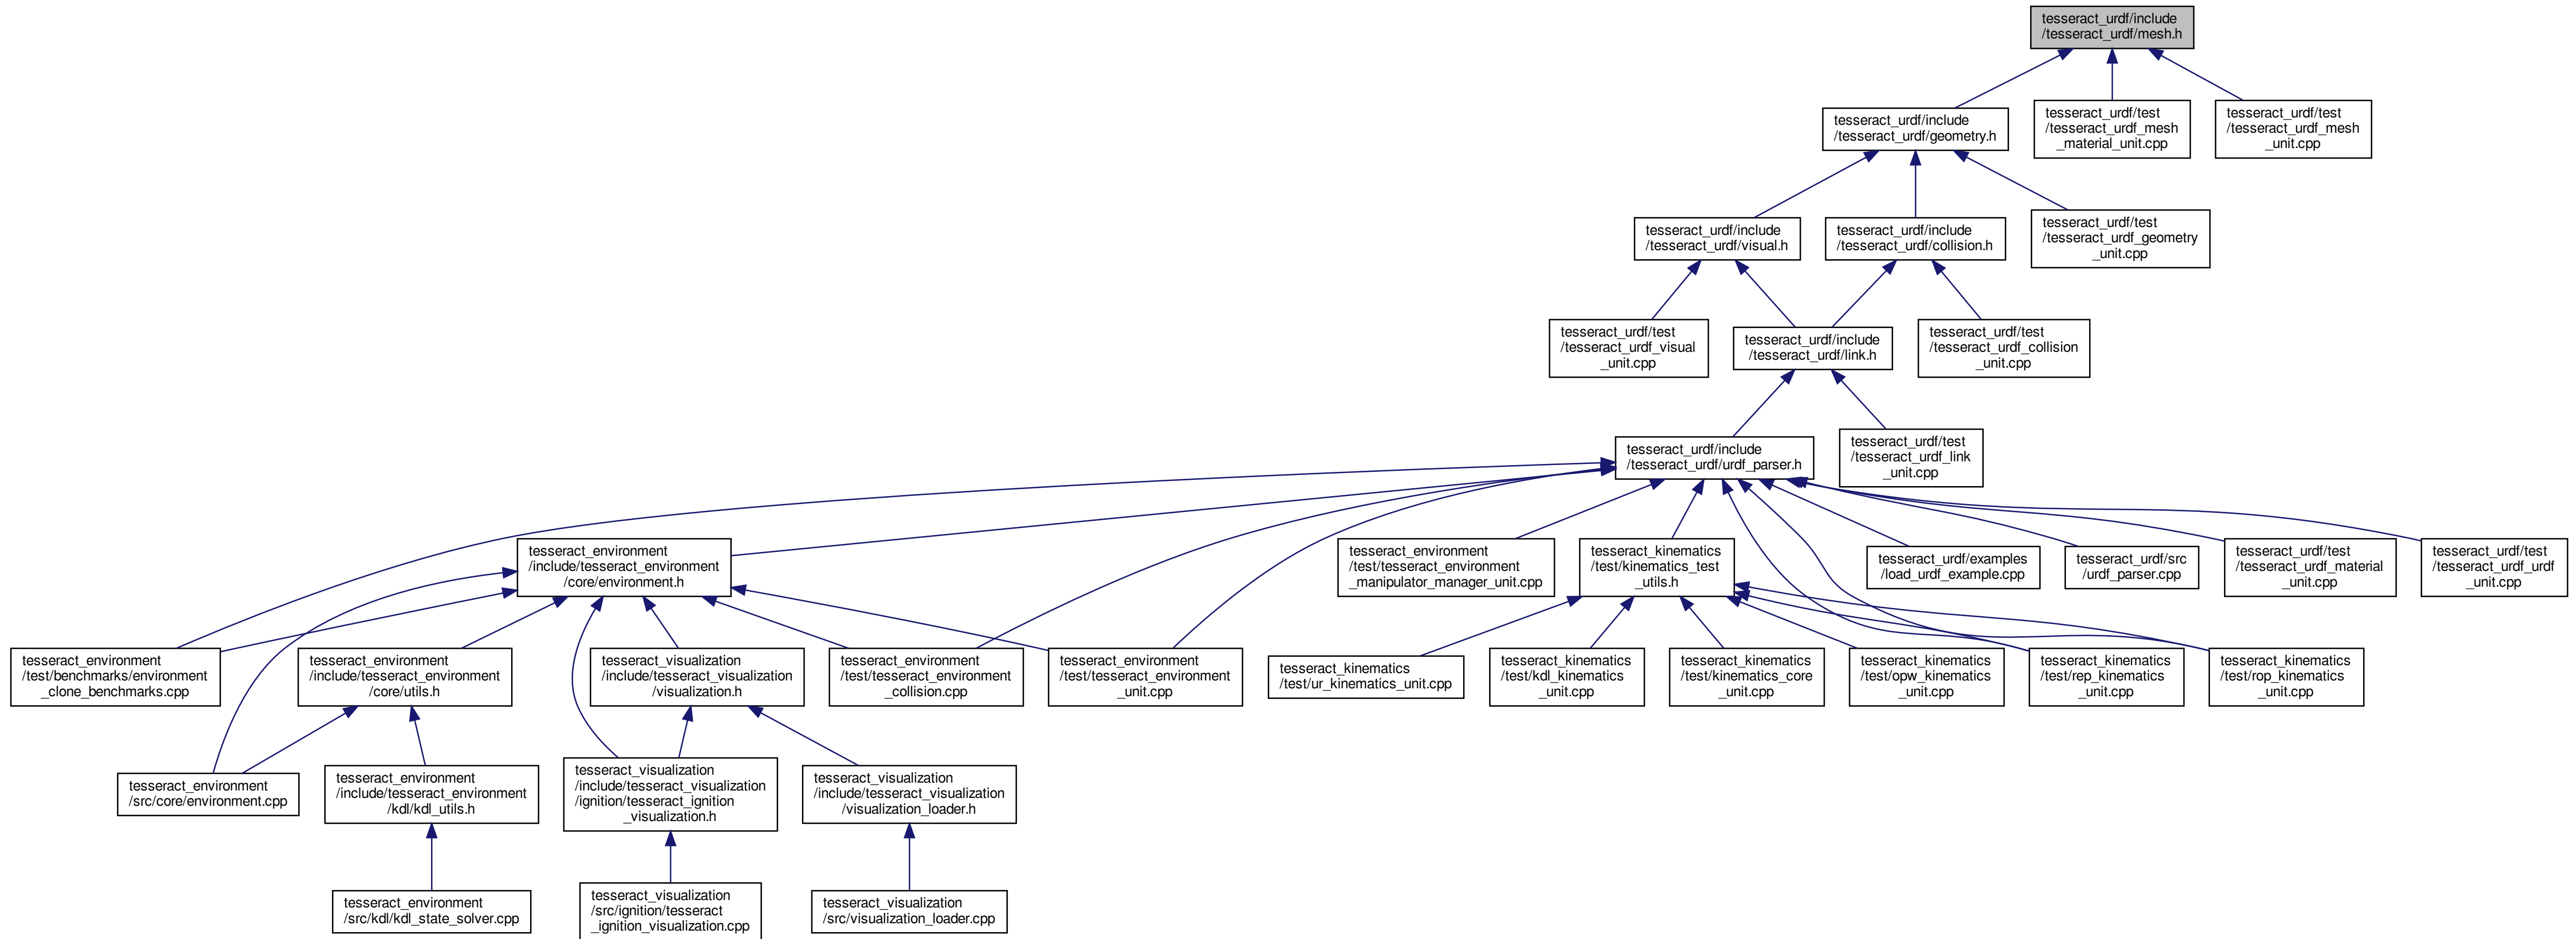 tesseract_urdf/include
/tesseract_urdf/mesh.h
tesseract_urdf/include
/tesseract_urdf/geometry.h
tesseract_urdf/test
/tesseract_urdf_mesh
_material_unit.cpp
tesseract_urdf/test
/tesseract_urdf_mesh
_unit.cpp
tesseract_urdf/include
/tesseract_urdf/visual.h
tesseract_urdf/include
/tesseract_urdf/collision.h
tesseract_urdf/test
/tesseract_urdf_geometry
_unit.cpp
tesseract_urdf/test
/tesseract_urdf_visual
_unit.cpp
tesseract_urdf/include
/tesseract_urdf/link.h
tesseract_urdf/test
/tesseract_urdf_collision
_unit.cpp
tesseract_urdf/include
/tesseract_urdf/urdf_parser.h
tesseract_urdf/test
/tesseract_urdf_link
_unit.cpp
tesseract_environment
/include/tesseract_environment
/core/environment.h
tesseract_environment
/test/tesseract_environment
_manipulator_manager_unit.cpp
tesseract_kinematics
/test/kinematics_test
_utils.h
tesseract_urdf/examples
/load_urdf_example.cpp
tesseract_urdf/src
/urdf_parser.cpp
tesseract_urdf/test
/tesseract_urdf_material
_unit.cpp
tesseract_urdf/test
/tesseract_urdf_urdf
_unit.cpp
tesseract_environment
/test/benchmarks/environment
_clone_benchmarks.cpp
tesseract_environment
/include/tesseract_environment
/core/utils.h
tesseract_visualization
/include/tesseract_visualization
/visualization.h
tesseract_environment
/test/tesseract_environment
_collision.cpp
tesseract_environment
/test/tesseract_environment
_unit.cpp
tesseract_kinematics
/test/ur_kinematics_unit.cpp
tesseract_kinematics
/test/kdl_kinematics
_unit.cpp
tesseract_kinematics
/test/kinematics_core
_unit.cpp
tesseract_kinematics
/test/opw_kinematics
_unit.cpp
tesseract_kinematics
/test/rep_kinematics
_unit.cpp
tesseract_kinematics
/test/rop_kinematics
_unit.cpp
tesseract_environment
/src/core/environment.cpp
tesseract_environment
/include/tesseract_environment
/kdl/kdl_utils.h
tesseract_visualization
/include/tesseract_visualization
/ignition/tesseract_ignition
_visualization.h
tesseract_visualization
/include/tesseract_visualization
/visualization_loader.h
tesseract_environment
/src/kdl/kdl_state_solver.cpp
tesseract_visualization
/src/ignition/tesseract
_ignition_visualization.cpp
tesseract_visualization
/src/visualization_loader.cpp